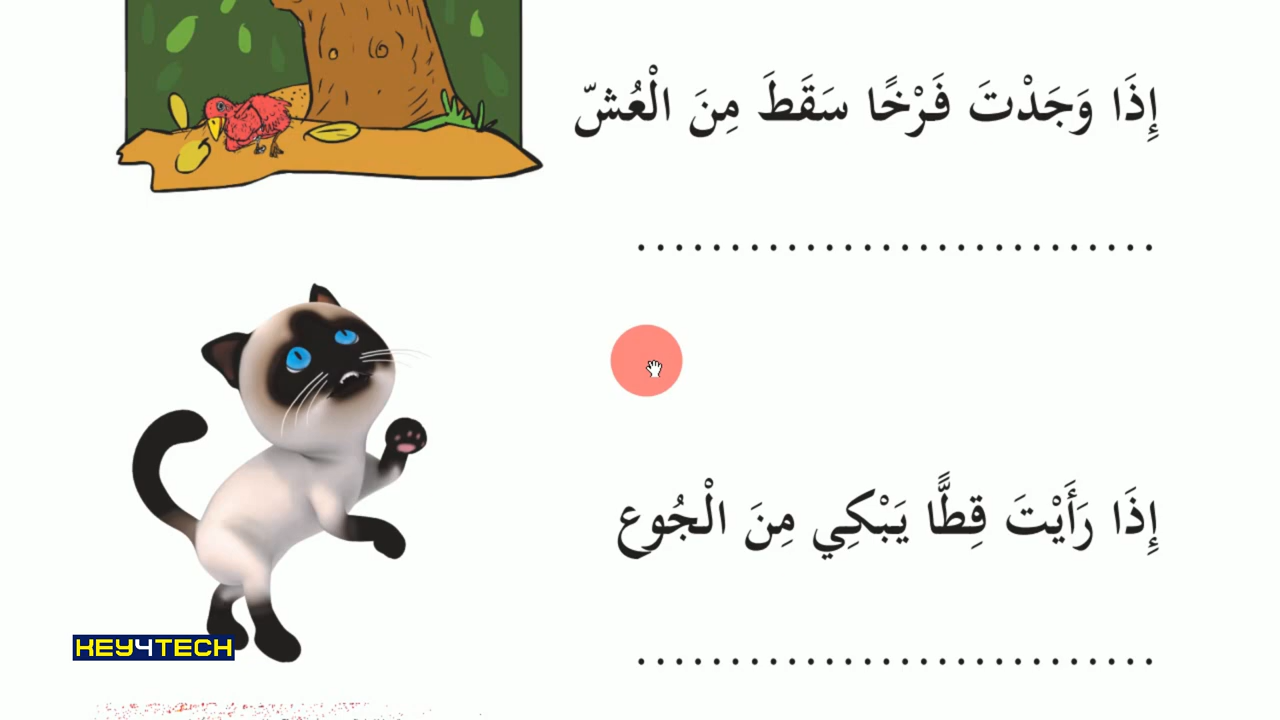 إِذَا وَجَدْتَ فَرْخًا سَقَطَ مِنَ الْعُشّ
.............................
إِذَا رَأَيْتَ قِطًّا يَبْكِي مِنَ الْجُوع
.............................
KEY4TECH